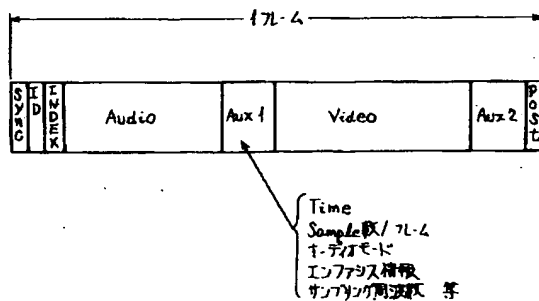 1フレーム
SYNC
ID
INDEX
Audio
Aux 1
Video
Aux 2
Post
Time
Sample数/フレーム
オーディオモード
エンファシス情報
サンプリング周波数 等